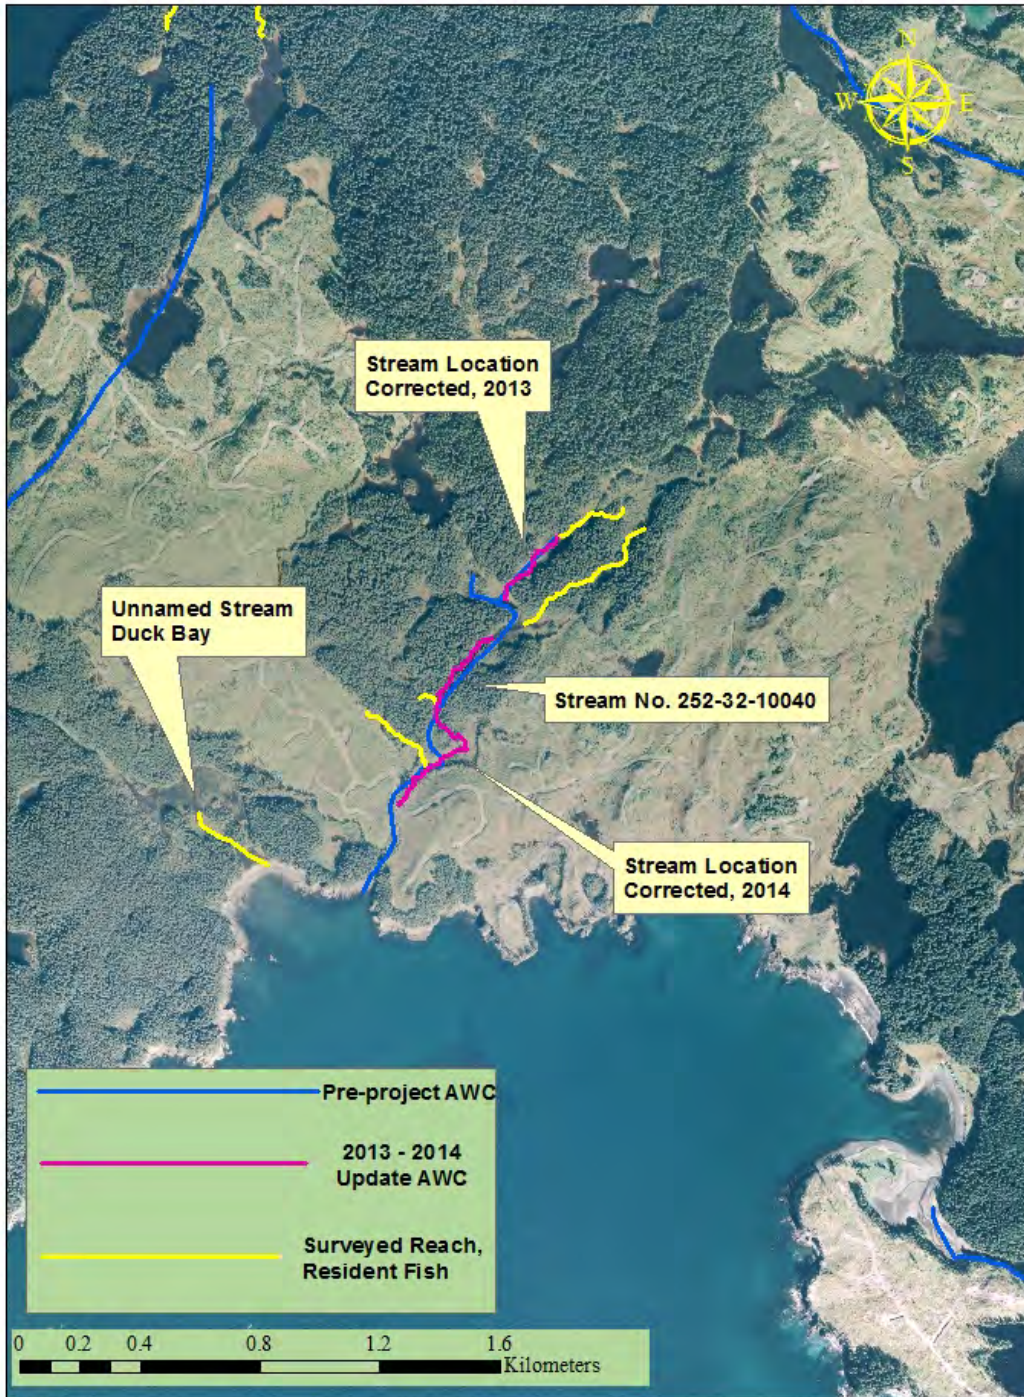 N
W E
S
Stream Location
Corrected, 2013
Unnamed Stream
Duck Bay
Stream No. 252-32-10040
Stream Location
Corrected, 2014
Pre-project AWC
2013 - 2014
Update AWC
Surveyed Reach,
Resident Fish
0 0.2 0.4 0.8 1.2 1.6
Kilometers